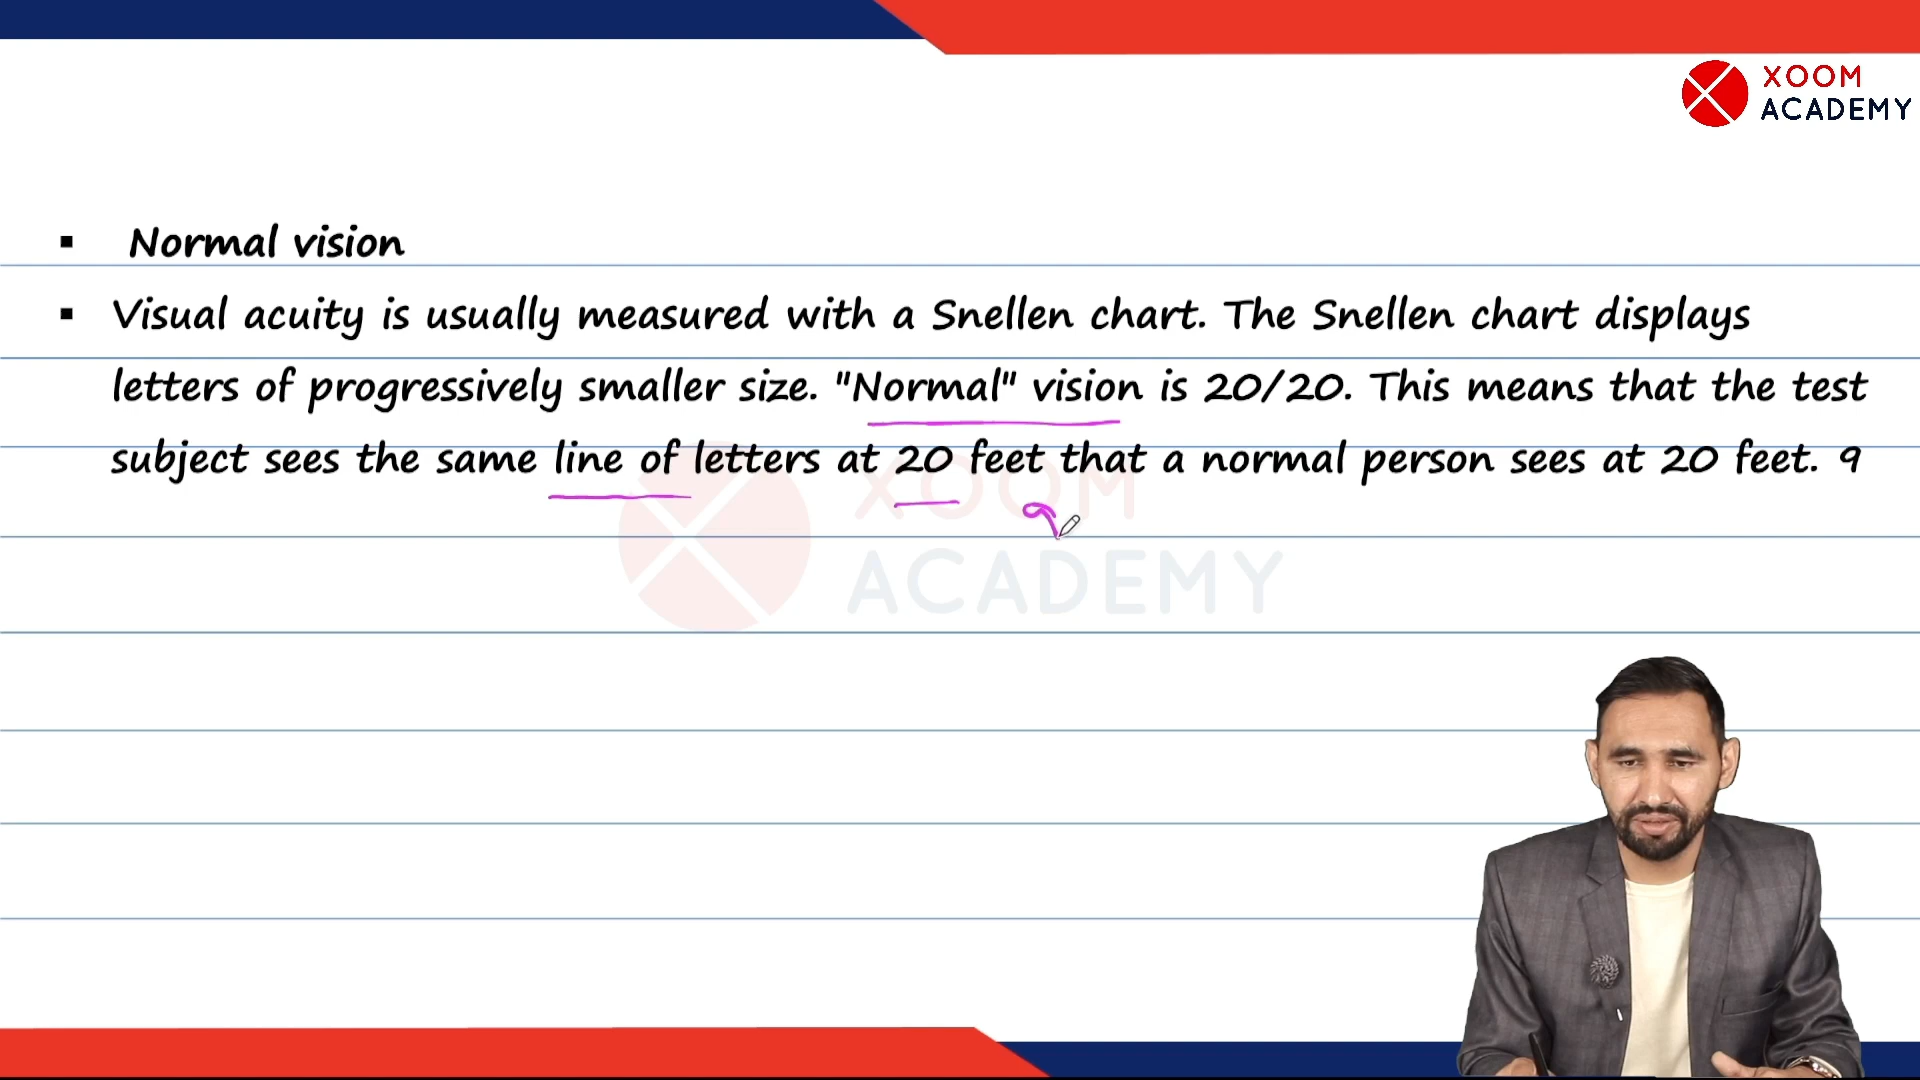 XOOM
ACADEMY
▪ Normal vision
▪ Visual acuity is usually measured with a Snellen chart. The Snellen chart displays
letters of progressively smaller size. "Normal" vision is 20/20. This means that the test
subject sees the same line of letters at 20 feet that a normal person sees at 20 feet. 9
XOOM
ACADEMY